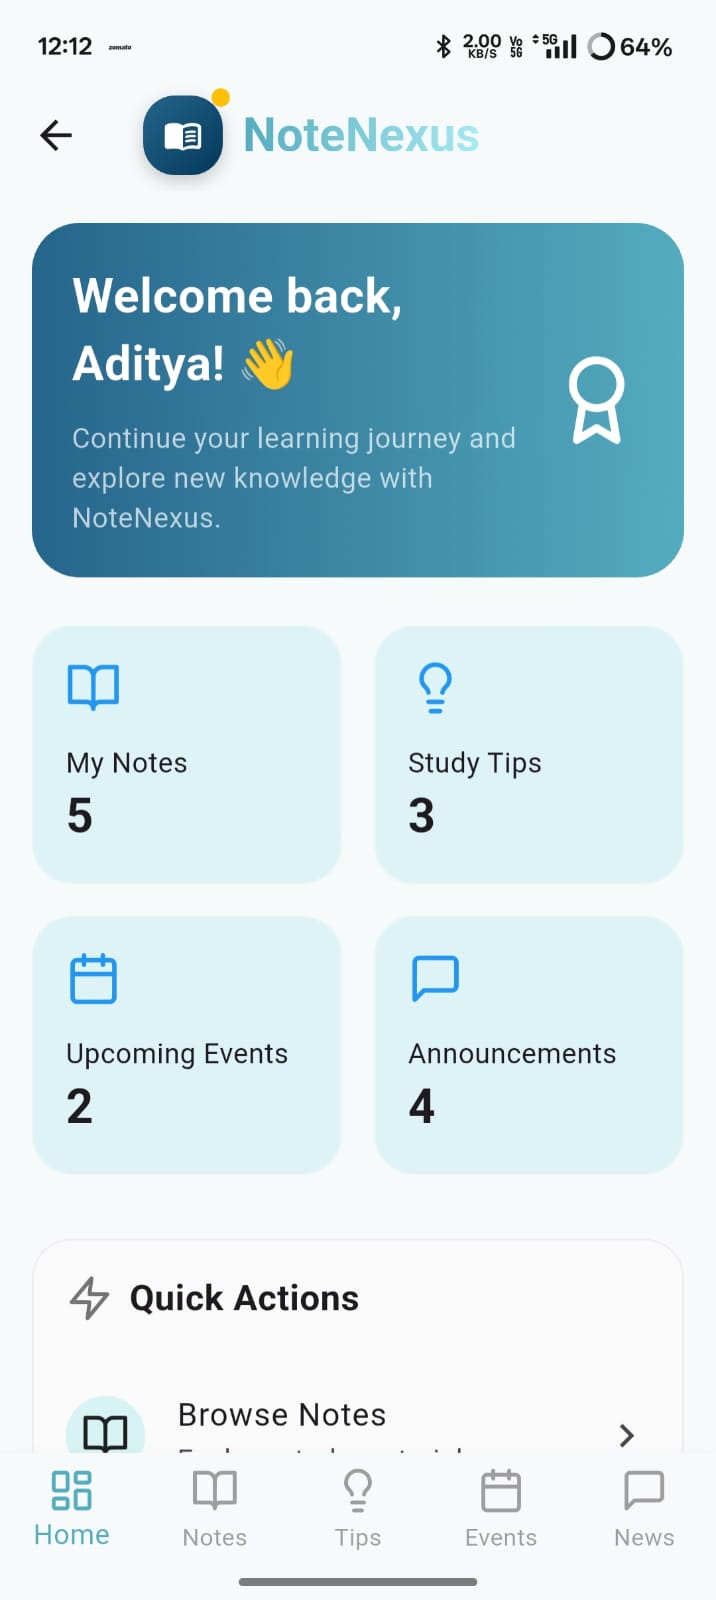 12:12 zomato 2.00 KB/S Vo 5G 5G 64%
NoteNexus
Welcome back,
Aditya! 👋
Continue your learning journey and
explore new knowledge with
NoteNexus.
My Notes
5
Study Tips
3
Upcoming Events
2
Announcements
4
Quick Actions
Browse Notes
Home
Notes
Tips
Events
News